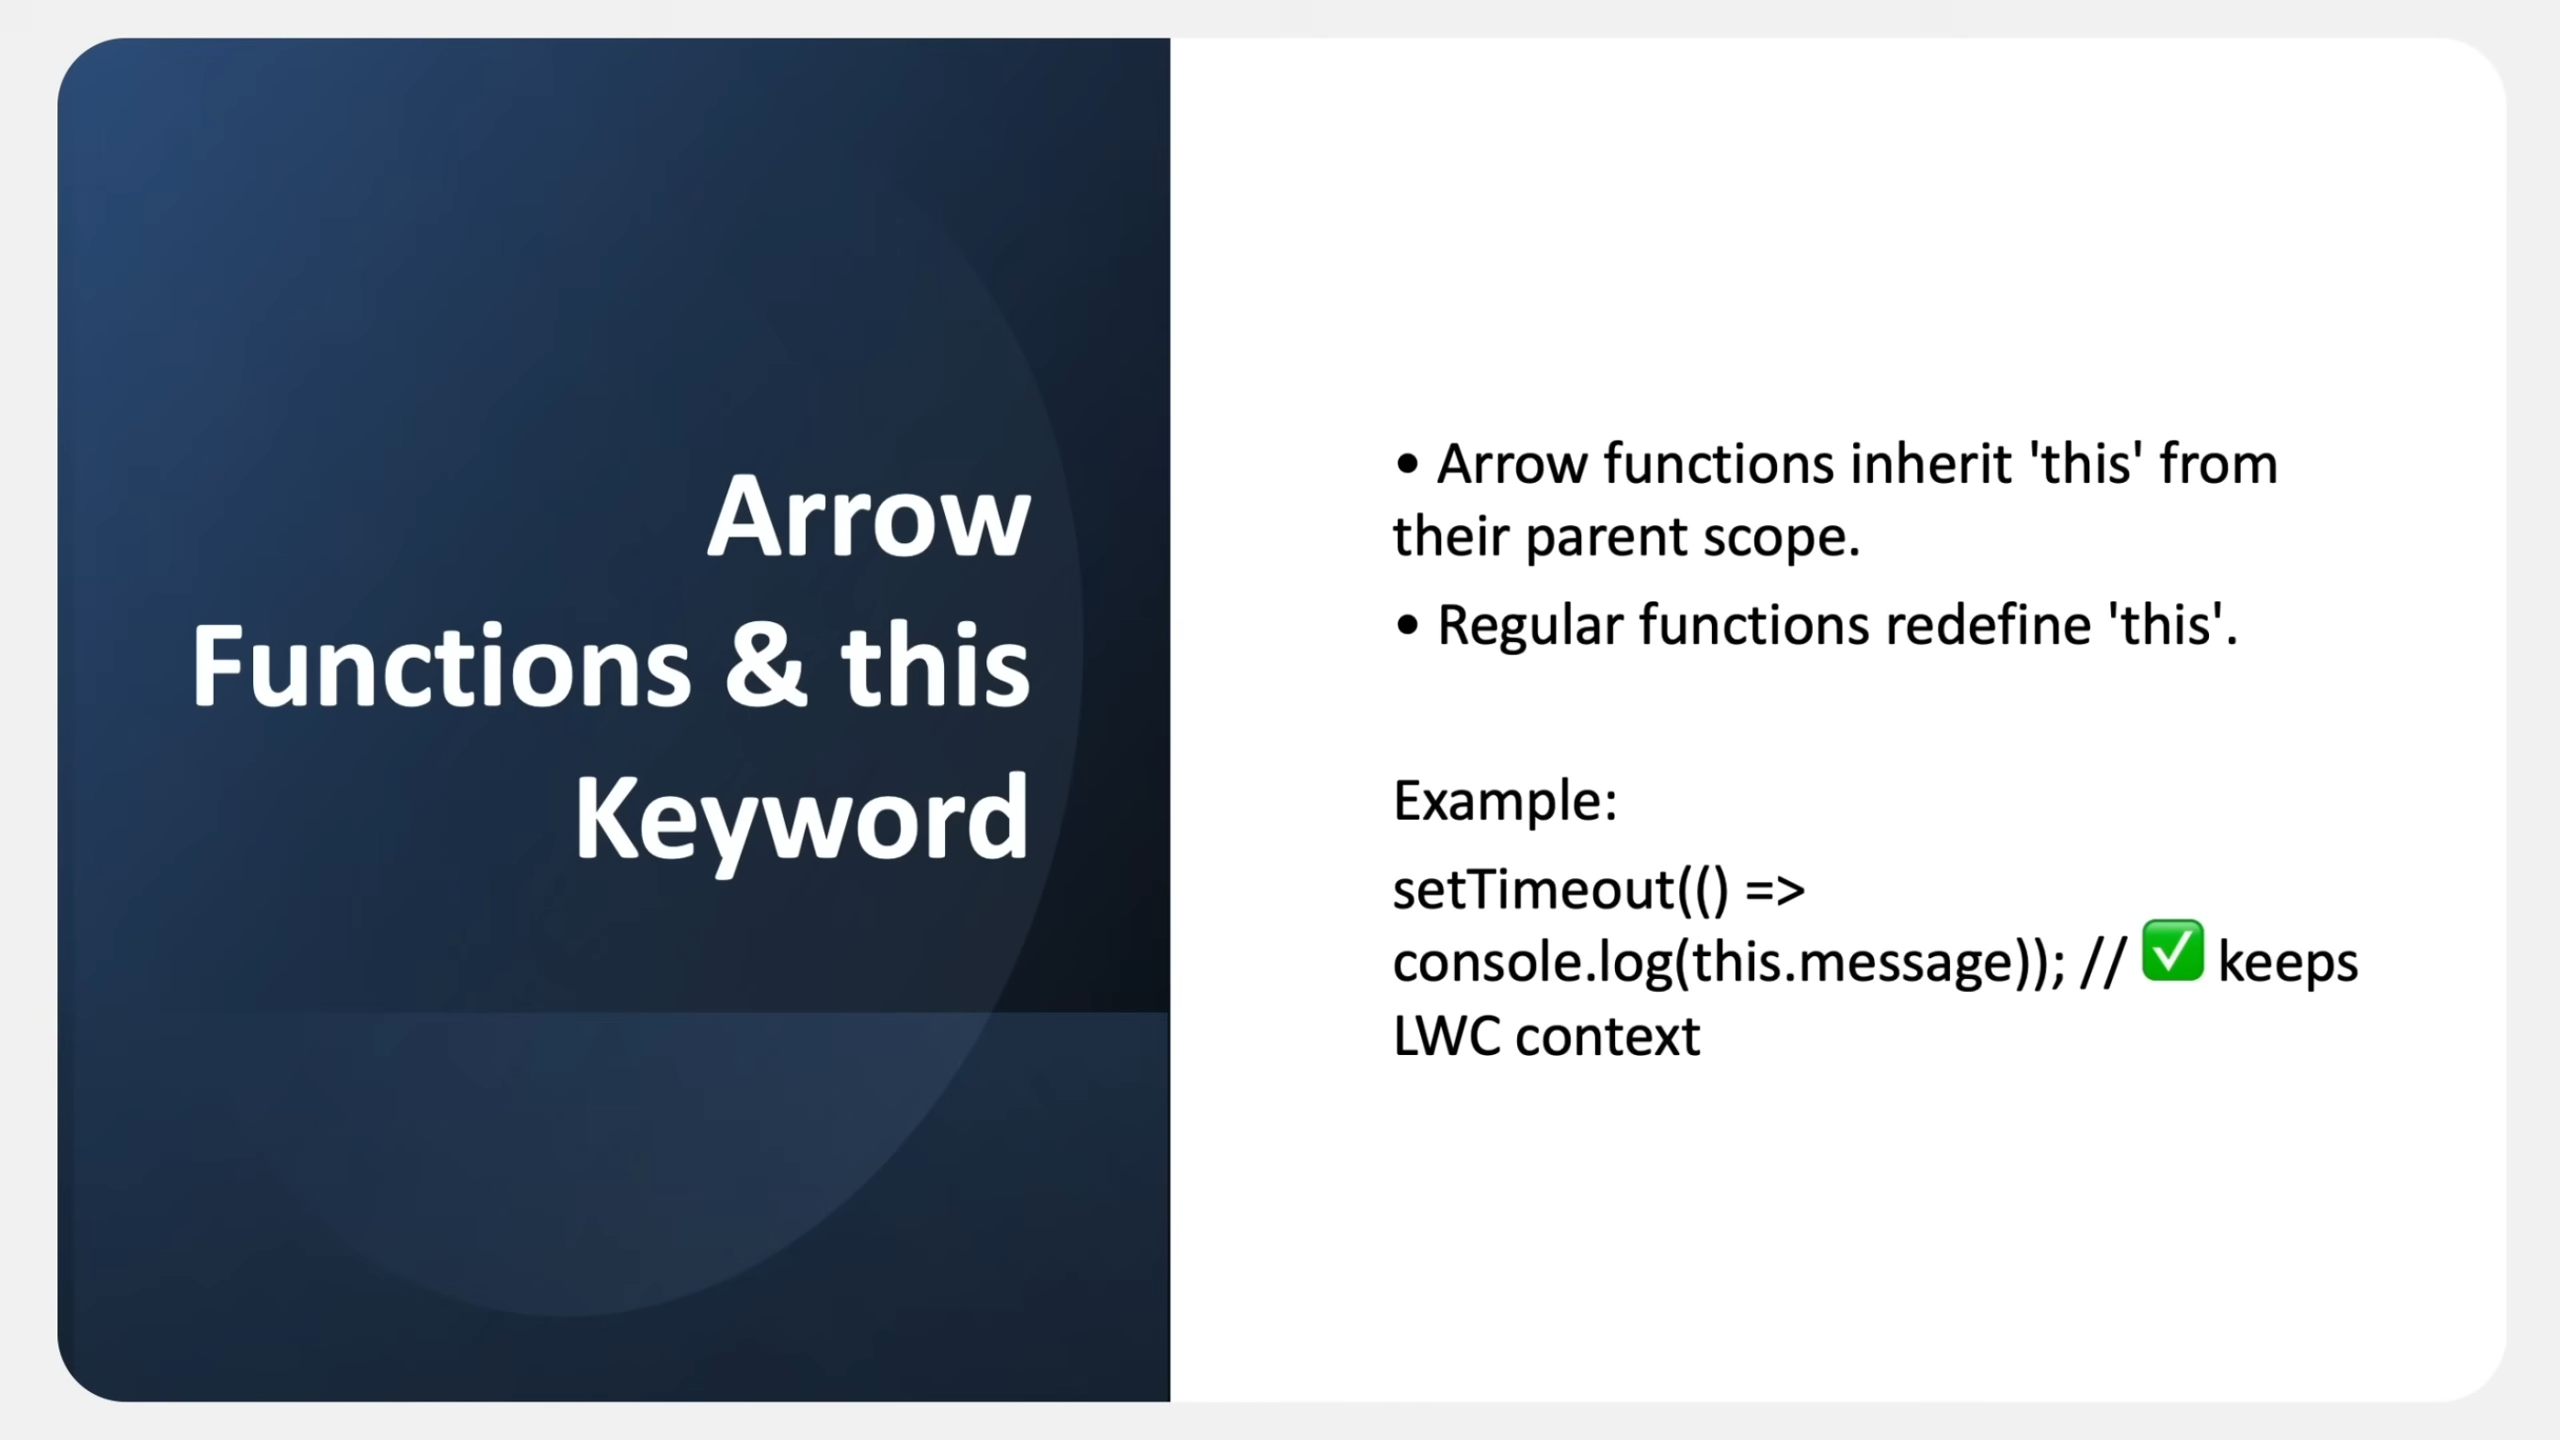 Arrow
Functions & this
Keyword
• Arrow functions inherit 'this' from
their parent scope.
• Regular functions redefine 'this'.
Example:
setTimeout(() =>
console.log(this.message)); // ✅ keeps
LWC context